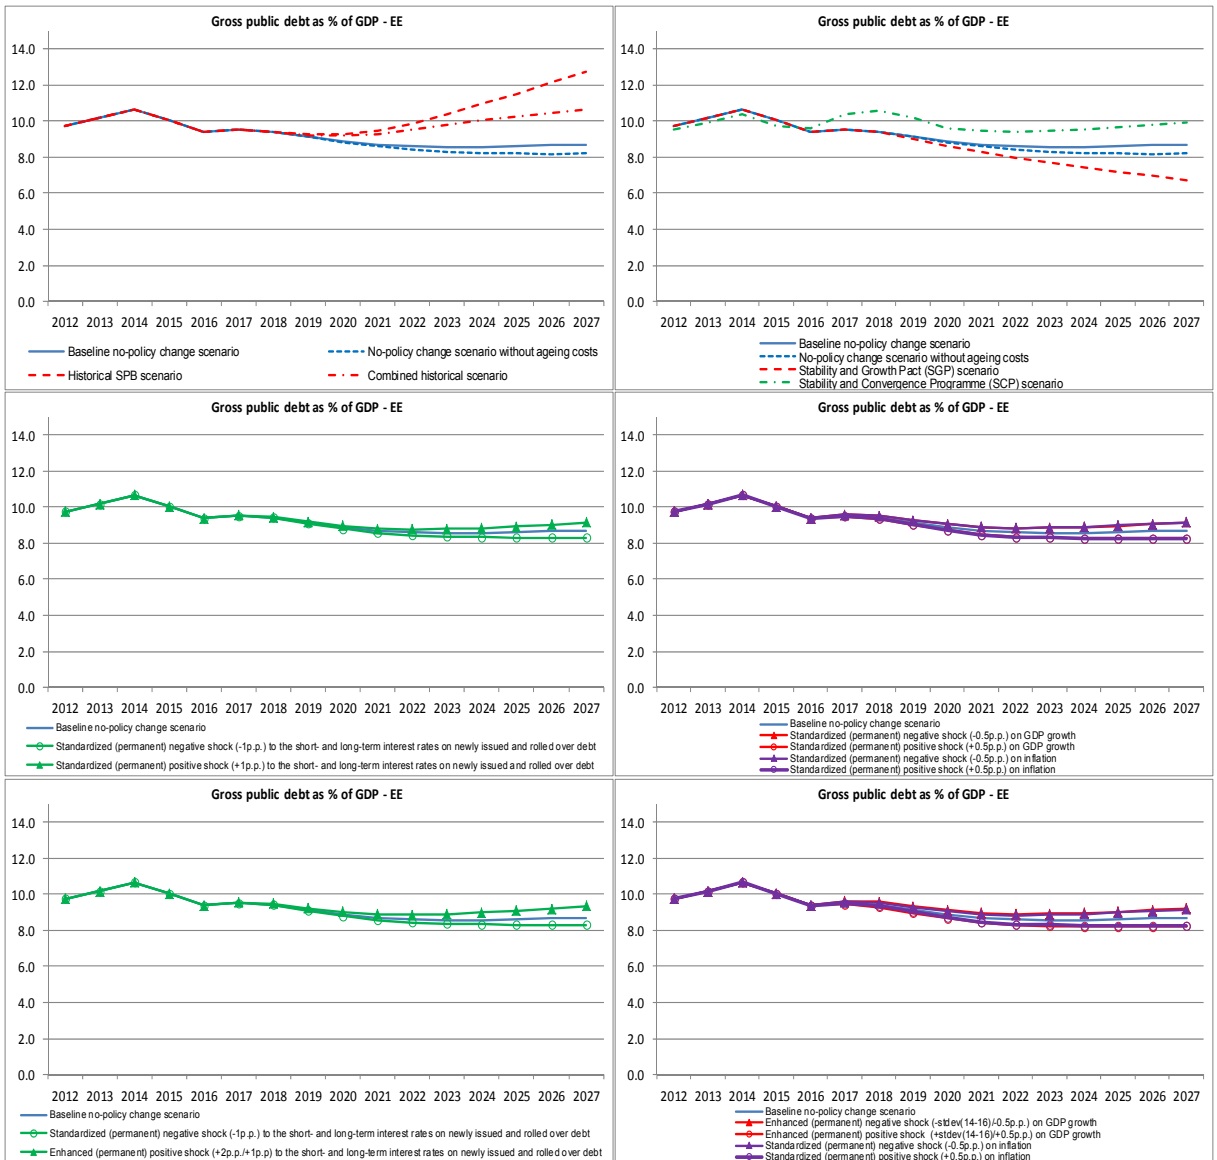 Gross public debt as % of GDP - EE
14.0
12.0
10.0
8.0
6.0
4.0
2.0
0.0
2012 2013 2014 2015 2016 2017 2018 2019 2020 2021 2022 2023 2024 2025 2026 2027
Baseline no-policy change scenario
No-policy change scenario without ageing costs
Historical SPB scenario
Combined historical scenario
Gross public debt as % of GDP - EE
14.0
12.0
10.0
8.0
6.0
4.0
2.0
0.0
2012 2013 2014 2015 2016 2017 2018 2019 2020 2021 2022 2023 2024 2025 2026 2027
Baseline no-policy change scenario
No-policy change scenario without ageing costs
Stability and Growth Pact (SGP) scenario
Stability and Convergence Programme (SCP) scenario
Gross public debt as % of GDP - EE
14.0
12.0
10.0
8.0
6.0
4.0
2.0
0.0
2012 2013 2014 2015 2016 2017 2018 2019 2020 2021 2022 2023 2024 2025 2026 2027
Baseline no-policy change scenario
Standardized (permanent) negative shock (-1p.p.) to the short- and long-term interest rates on newly issued and rolled over debt
Standardized (permanent) positive shock (+1p.p.) to the short- and long-term interest rates on newly issued and rolled over debt
Gross public debt as % of GDP - EE
14.0
12.0
10.0
8.0
6.0
4.0
2.0
0.0
2012 2013 2014 2015 2016 2017 2018 2019 2020 2021 2022 2023 2024 2025 2026 2027
Baseline no-policy change scenario
Standardized (permanent) negative shock (-0.5p.p.) on GDP growth
Standardized (permanent) positive shock (+0.5p.p.) on GDP growth
Standardized (permanent) negative shock (-0.5p.p.) on inflation
Standardized (permanent) positive shock (+0.5p.p.) on inflation
Gross public debt as % of GDP - EE
14.0
12.0
10.0
8.0
6.0
4.0
2.0
0.0
2012 2013 2014 2015 2016 2017 2018 2019 2020 2021 2022 2023 2024 2025 2026 2027
Baseline no-policy change scenario
Standardized (permanent) negative shock (-1p.p.) to the short- and long-term interest rates on newly issued and rolled over debt
Enhanced (permanent) positive shock (+2p.p./+1p.p) to the short- and long-term interest rates on newly issued and rolled over debt
Gross public debt as % of GDP - EE
14.0
12.0
10.0
8.0
6.0
4.0
2.0
0.0
2012 2013 2014 2015 2016 2017 2018 2019 2020 2021 2022 2023 2024 2025 2026 2027
Baseline no-policy change scenario
Enhanced (permanent) negative shock (-stdev(14-16)/-0.5p.p.) on GDP growth
Enhanced (permanent) positive shock (+stdev(14-16)/+0.5p.p.) on GDP growth
Standardized (permanent) negative shock (-0.5p.p.) on inflation
Standardized (permanent) positive shock (+0.5p.p.) on inflation